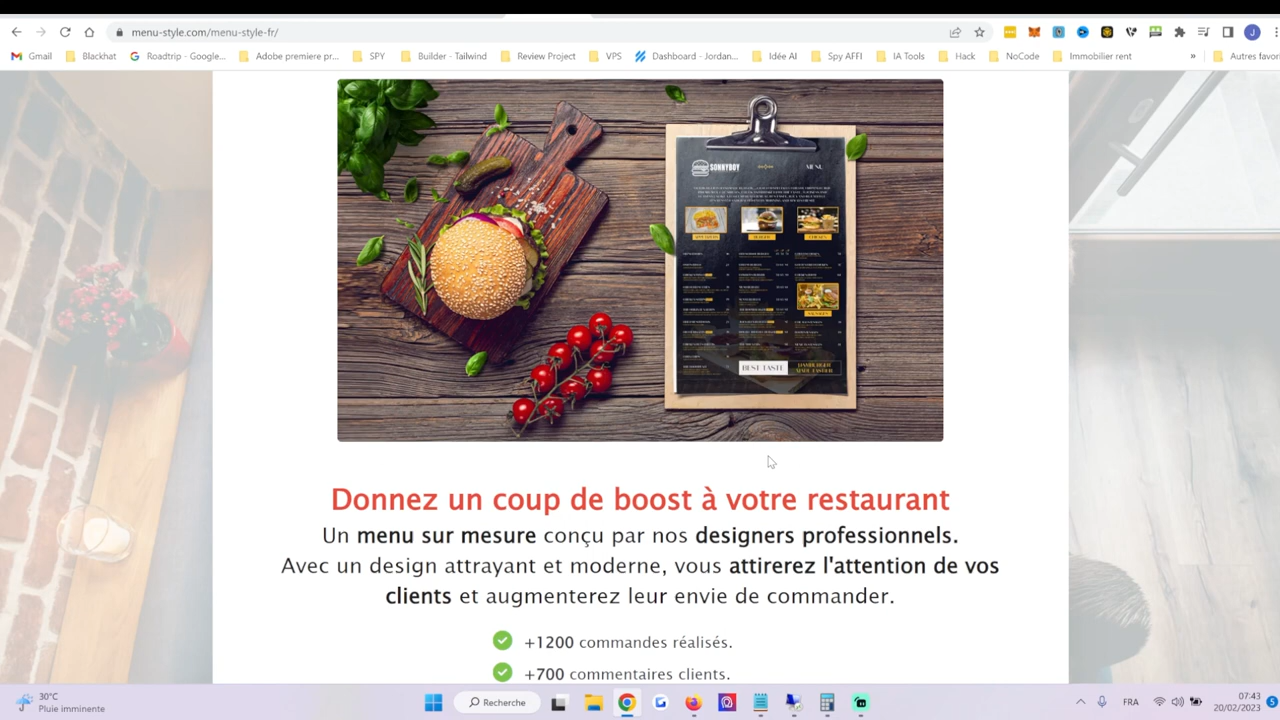 menu-style.com/menu-style-fr/
Gmail
Blackhat
Roadtrip - Google...
Adobe premiere pr...
SPY
Builder - Tailwind
Review Project
VPS
Dashboard - Jordan...
Idée AI
Spy AFFI
IA Tools
Hack
NoCode
Immobilier rent
»
Autres favor
SONNYBOY
MENU
BEST TASTE
Donnez un coup de boost à votre restaurant
Un menu sur mesure conçu par nos designers professionnels.
Avec un design attrayant et moderne, vous attirerez l'attention de vos
clients et augmenterez leur envie de commander.
+1200 commandes réalisés.
+700 commentaires clients.
30°C
Pluie imminente
Recherche
FRA
07:43
20/02/2023
5